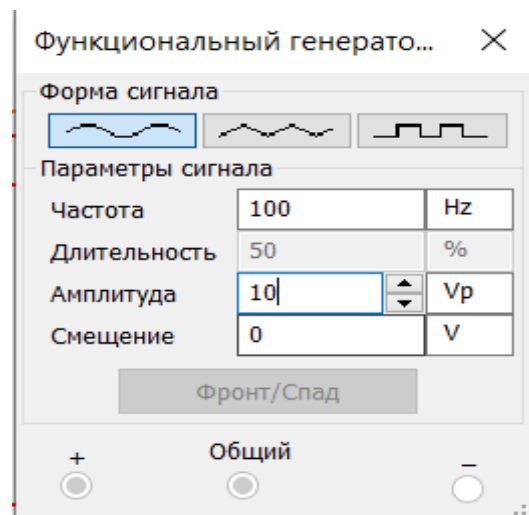 Функциональный генерато...
Форма сигнала
Параметры сигнала
Частота 100 Hz
Длительность 50 %
Амплитуда 10 Vp
Смещение 0 V
Фронт/Спад
+ Общий –